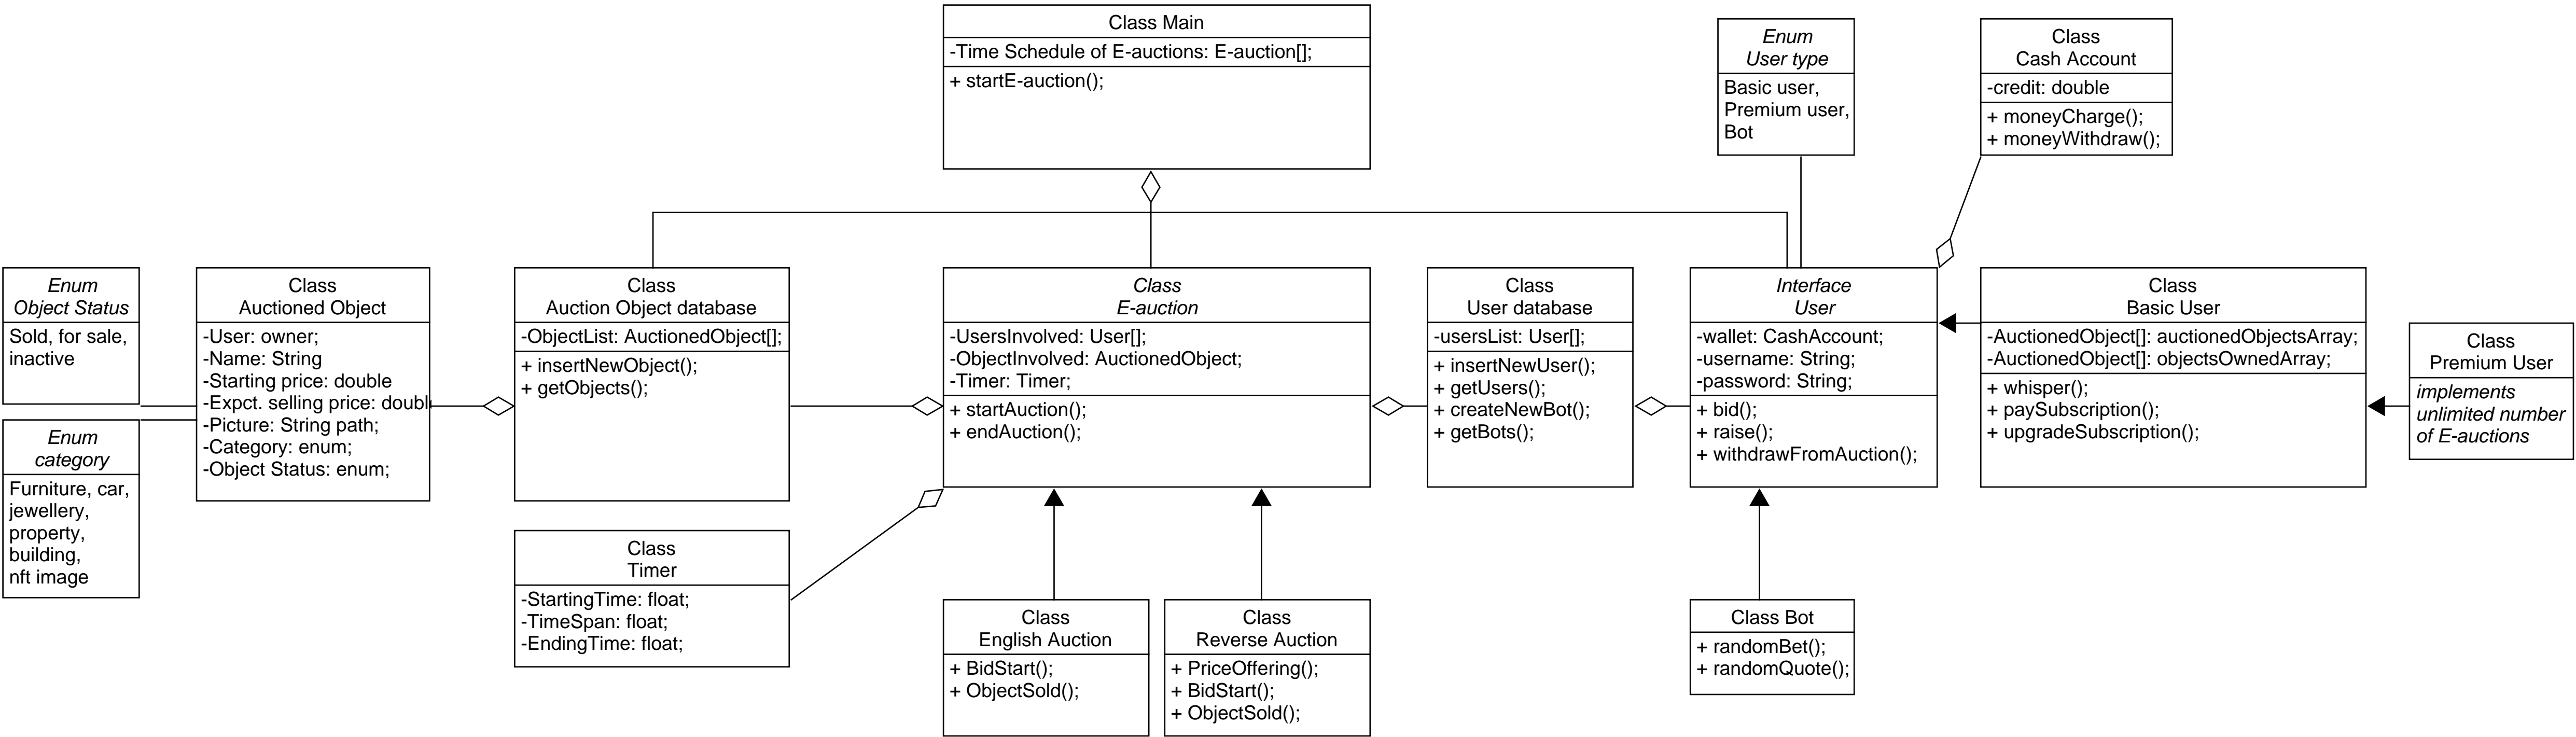 Class Main
-Time Schedule of E-auctions: E-auction[];
+ startE-auction();
Enum
User type
Basic user,
Premium user,
Bot
Class
Cash Account
-credit: double
+ moneyCharge();
+ moneyWithdraw();
Enum
Object Status
Sold, for sale,
inactive
Enum
category
Furniture, car,
jewellery,
property,
building,
nft image
Class
Auctioned Object
-User: owner;
-Name: String
-Starting price: double
-Expct. selling price: doubl
-Picture: String path;
-Category: enum;
-Object Status: enum;
Class
Auction Object database
-ObjectList: AuctionedObject[];
+ insertNewObject();
+ getObjects();
Class
Timer
-StartingTime: float;
-TimeSpan: float;
-EndingTime: float;
Class
E-auction
-UsersInvolved: User[];
-ObjectInvolved: AuctionedObject;
-Timer: Timer;
+ startAuction();
+ endAuction();
Class
English Auction
+ BidStart();
+ ObjectSold();
Class
Reverse Auction
+ PriceOffering();
+ BidStart();
+ ObjectSold();
Class
User database
-usersList: User[];
+ insertNewUser();
+ getUsers();
+ createNewBot();
+ getBots();
Interface
User
-wallet: CashAccount;
-username: String;
-password: String;
+ bid();
+ raise();
+ withdrawFromAuction();
Class Bot
+ randomBet();
+ randomQuote();
Class
Basic User
-AuctionedObject[]: auctionedObjectsArray;
-AuctionedObject[]: objectsOwnedArray;
+ whisper();
+ paySubscription();
+ upgradeSubscription();
Class
Premium User
implements
unlimited number
of E-auctions